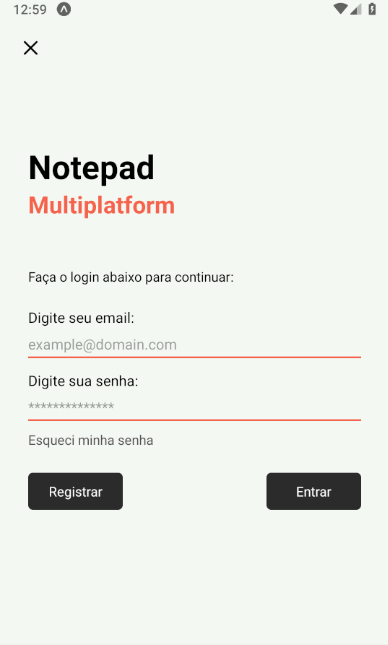 12:59
Notepad
Multiplatform
Faça o login abaixo para continuar:
Digite seu email:
example@domain.com
Digite sua senha:
**************
Esqueci minha senha
Registrar Entrar